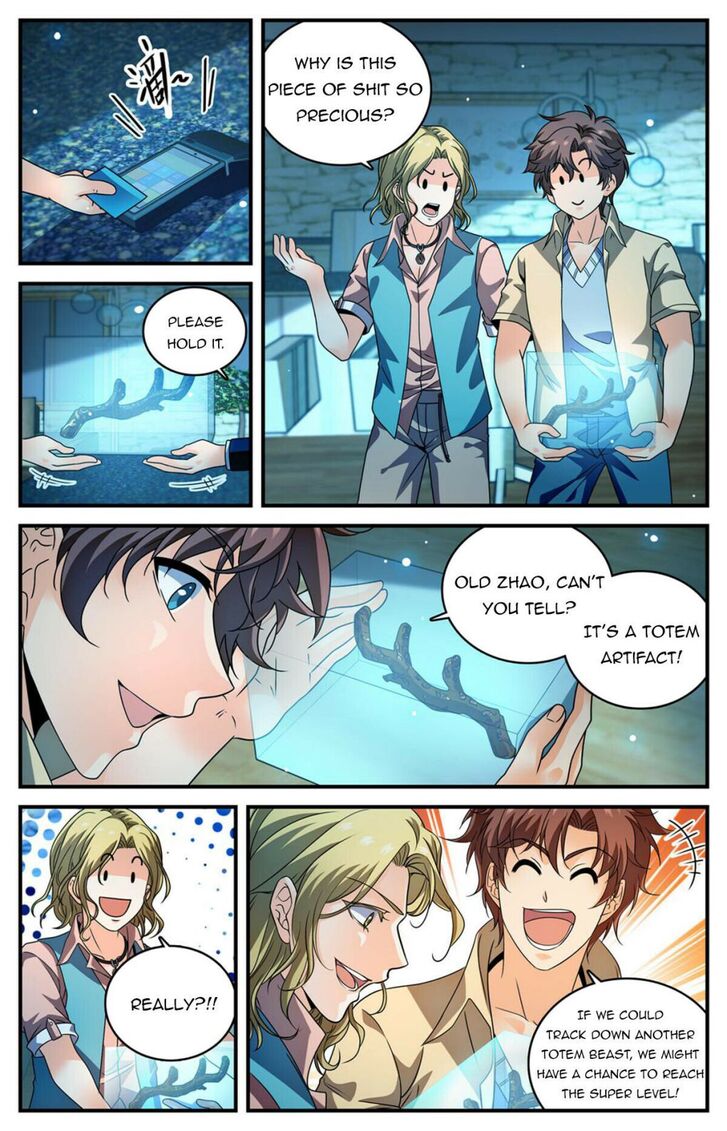 滴~
WHY IS THIS
PIECE OF SHIT SO
PRECIOUS?
PLEASE
HOLD IT.
OLD ZHAO, CAN'T
YOU TELL?
IT'S A TOTEM
ARTIFACT!
REALLY?!!
IF WE COULD
TRACK DOWN ANOTHER
TOTEM BEAST, WE MIGHT
HAVE A CHANCE TO REACH
THE SUPER LEVEL!